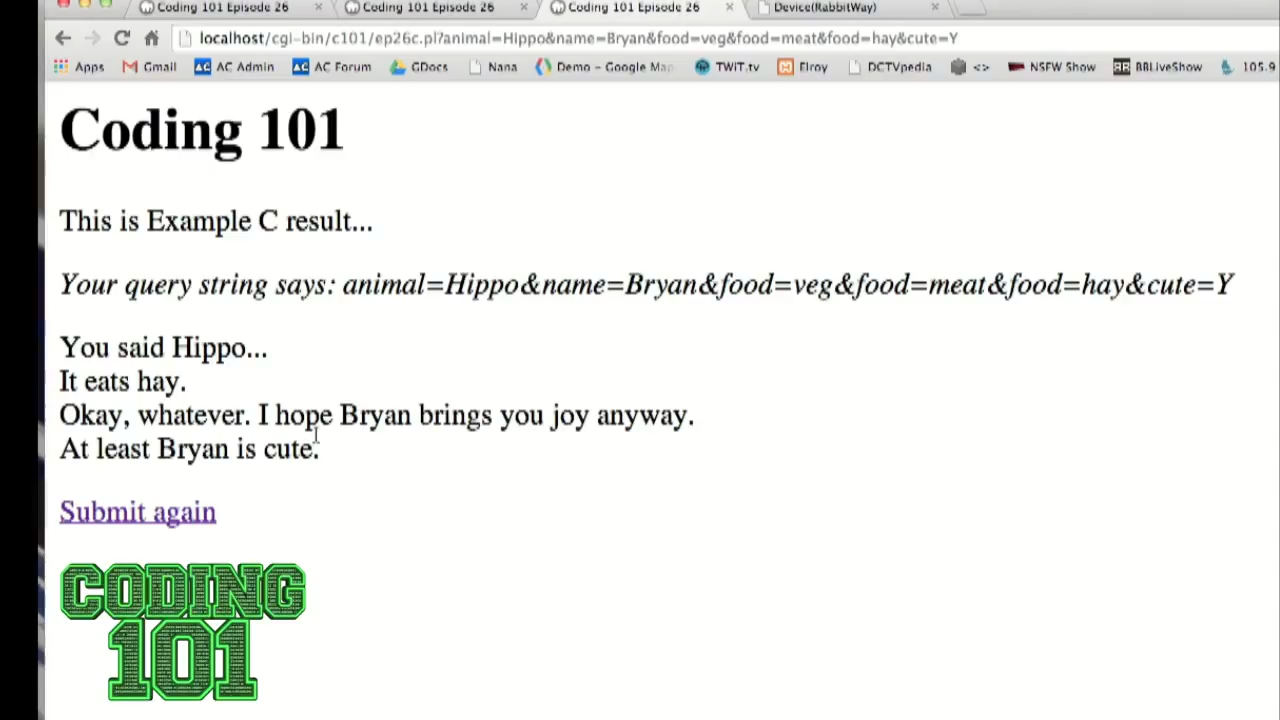 Coding 101 Episode 26 × Coding 101 Episode 26 × Coding 101 Episode 26 × Device(RabbitWay) ×
localhost/cgi-bin/c101/ep26c.pl?animal=Hippo&name=Bryan&food=veg&food=meat&food=hay&cute=Y
Apps Gmail AC Admin AC Forum GDocs Nana Demo - Google Ma TWiT.tv Elroy DCTVpedia <> NSFW Show BBLiveShow 105.9
Coding 101
This is Example C result...
Your query string says: animal=Hippo&name=Bryan&food=veg&food=meat&food=hay&cute=Y
You said Hippo...
It eats hay.
Okay, whatever. I hope Bryan brings you joy anyway.
At least Bryan is cute.
Submit again
CODING
101